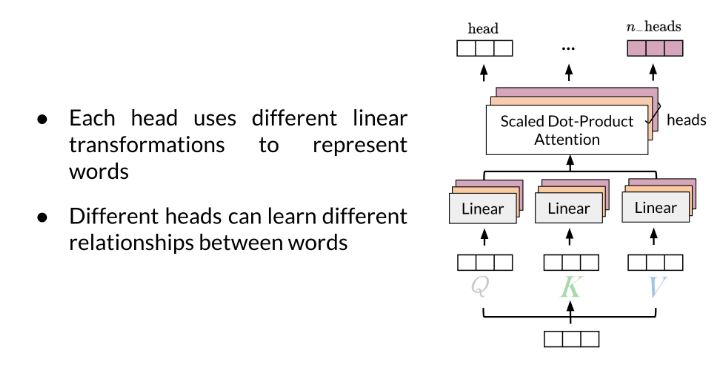 ● Each head uses different linear
transformations to represent
words
● Different heads can learn different
relationships between words
head ... n_heads
Scaled Dot-Product
Attention
heads
Linear Linear Linear
Q K V